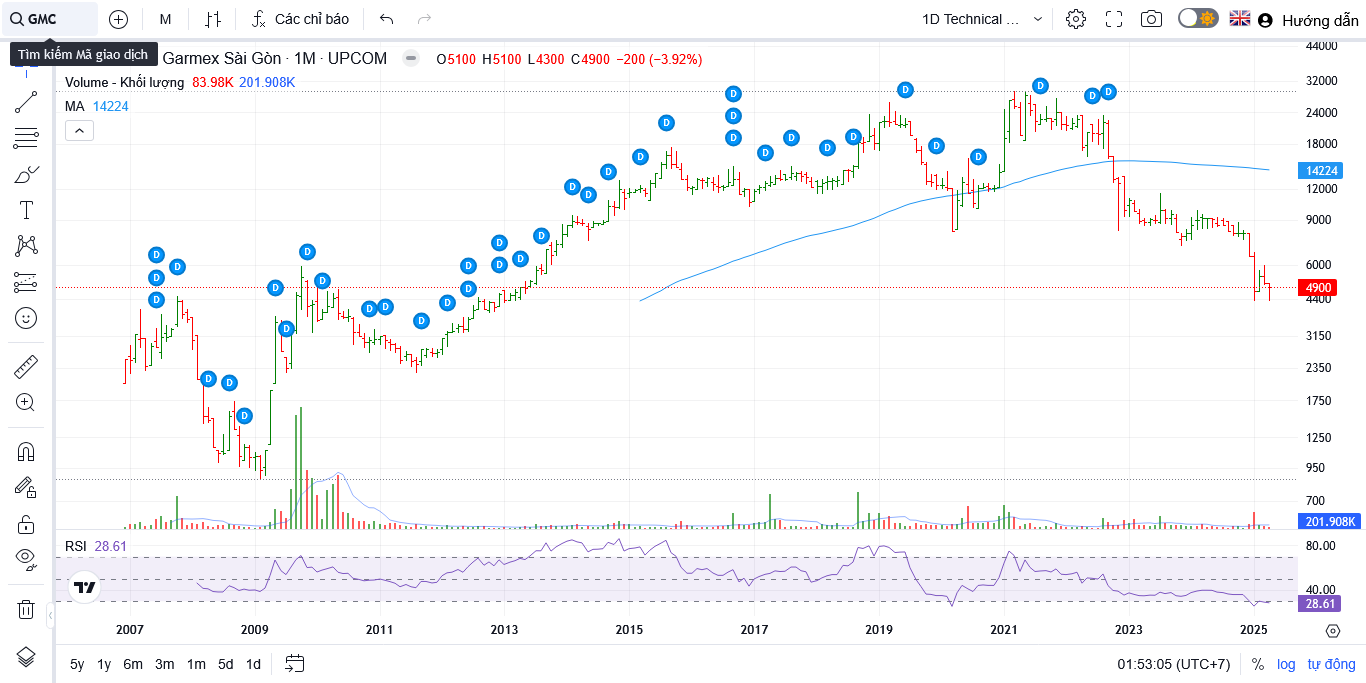 GMC
M
Các chỉ báo
1D Technical ...
Hướng dẫn
Tìm kiếm Mã giao dịch
Garmex Sài Gòn · 1M · UPCOM
O5100 H5100 L4300 C4900 −200 (−3.92%)
Volume - Khối lượng 83.98K 201.908K
MA 14224
44000
32000
24000
18000
14224
12000
9000
6000
4900
4400
3150
2350
1750
1250
950
700
201.908K
D D D D D D D D D D D D D D D D D D D D D D D D D D D D D D D D D D D D D D D D D
RSI 28.61
80.00
40.00
28.61
2007 2009 2011 2013 2015 2017 2019 2021 2023 2025
5y 1y 6m 3m 1m 5d 1d
01:53:05 (UTC+7)
% log tự động